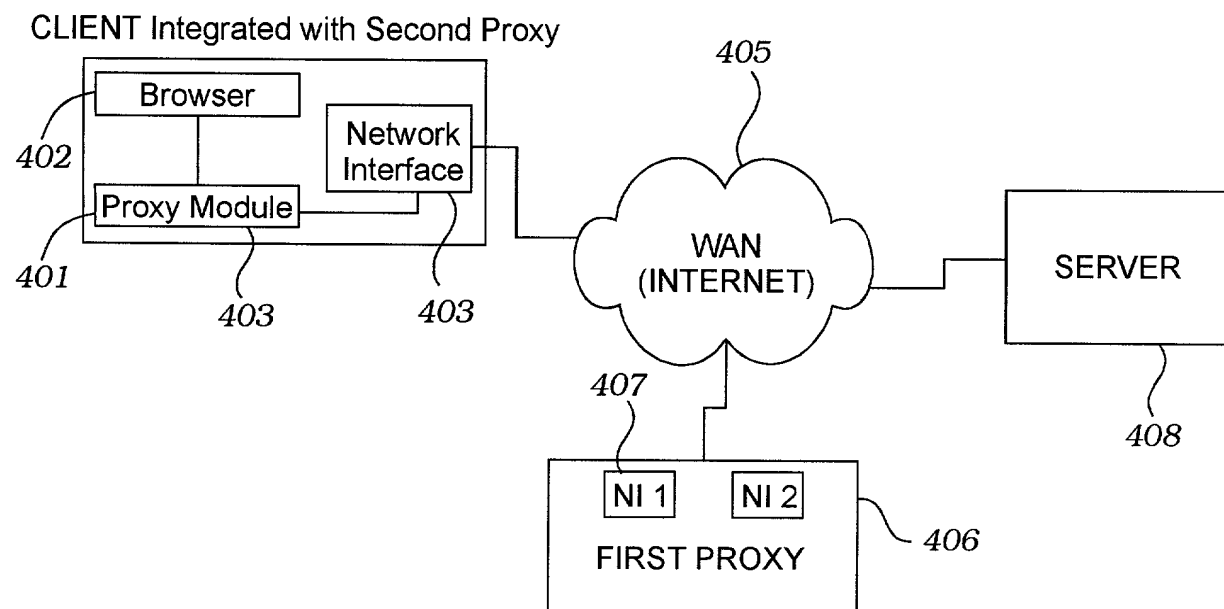 CLIENT Integrated with Second Proxy
405
Browser
Network
Interface
402
Proxy Module
401
403
403
WAN
(INTERNET)
SERVER
407
408
NI 1
NI 2
406
FIRST PROXY